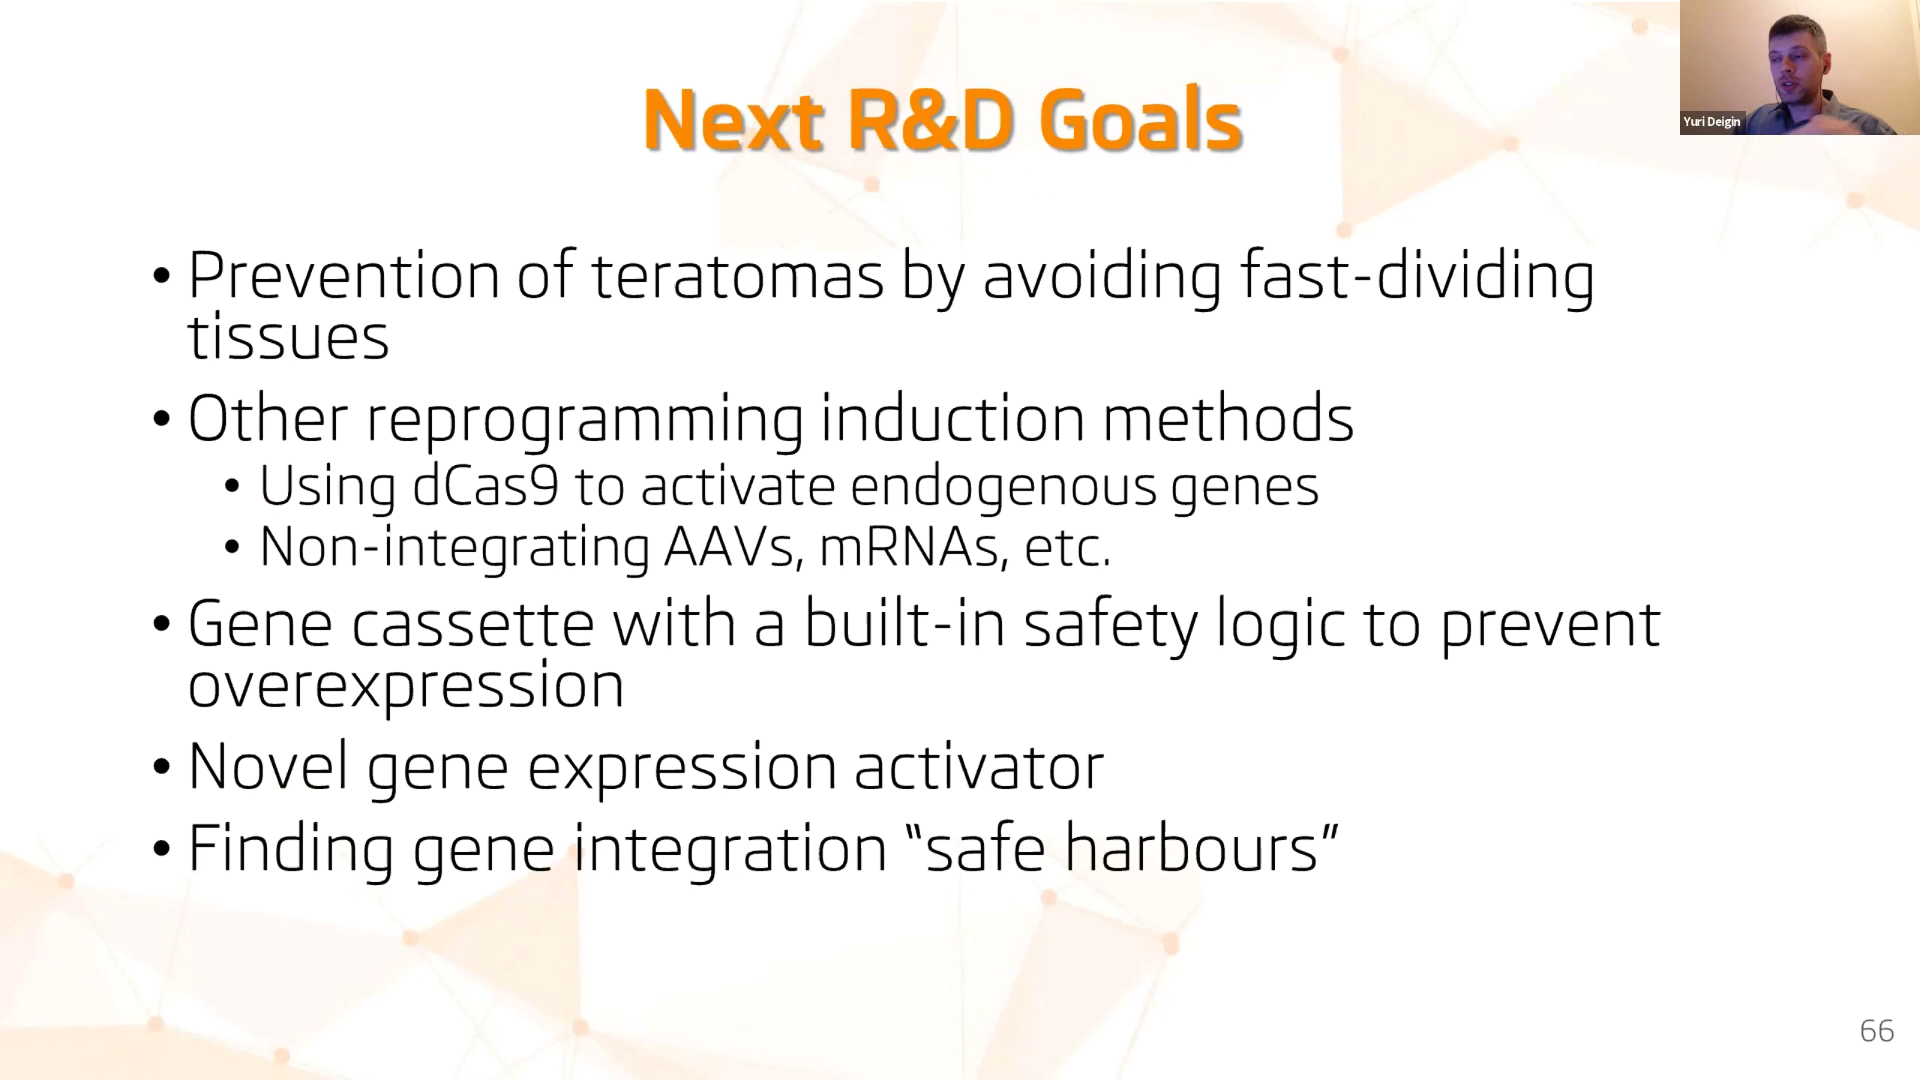 Yuri Deigin
Next R&D Goals
• Prevention of teratomas by avoiding fast-dividing
tissues
• Other reprogramming induction methods
• Using dCas9 to activate endogenous genes
• Non-integrating AAVs, mRNAs, etc.
• Gene cassette with a built-in safety logic to prevent
overexpression
• Novel gene expression activator
• Finding gene integration “safe harbours”
66